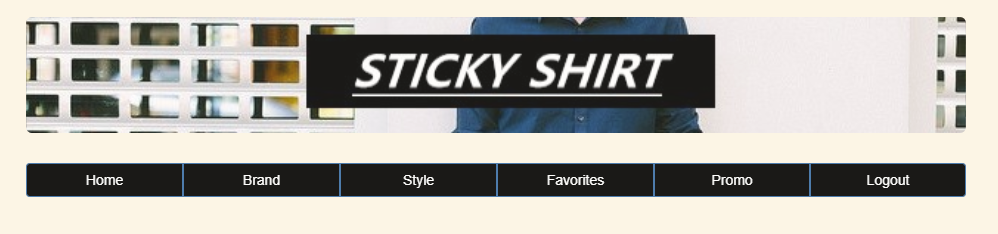 STICKY SHIRT
Home Brand Style Favorites Promo Logout